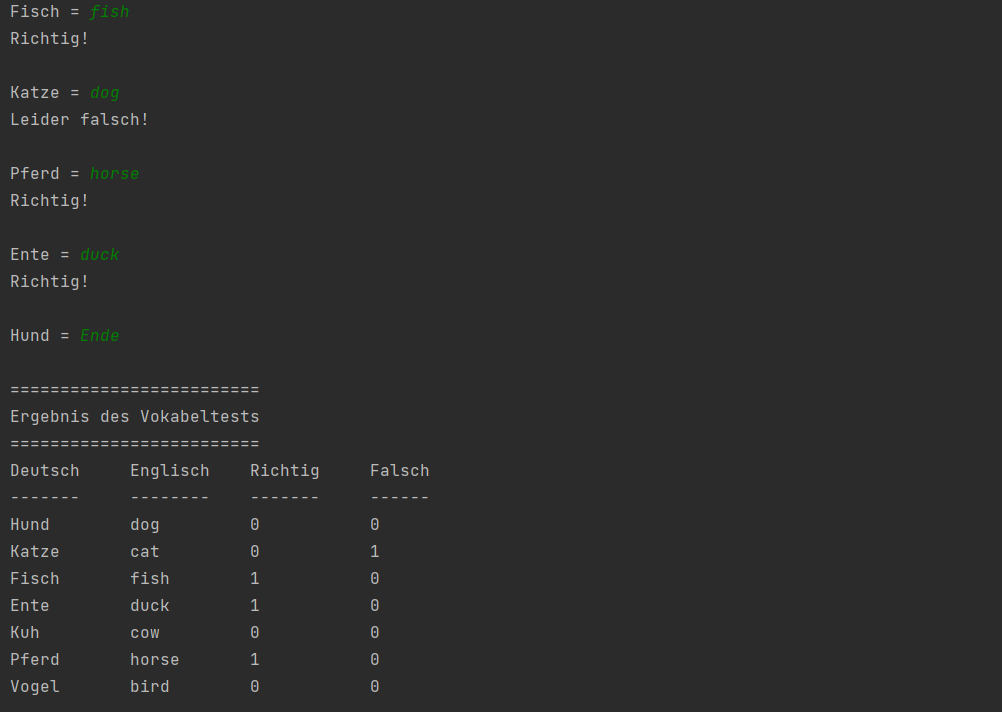 Fisch = fish
Richtig!
Katze = dog
Leider falsch!
Pferd = horse
Richtig!
Ente = duck
Richtig!
Hund = Ende
=========================
Ergebnis des Vokabeltests
=========================
Deutsch Englisch Richtig Falsch
------- -------- ------- ------
Hund dog 0 0
Katze cat 0 1
Fisch fish 1 0
Ente duck 1 0
Kuh cow 0 0
Pferd horse 1 0
Vogel bird 0 0